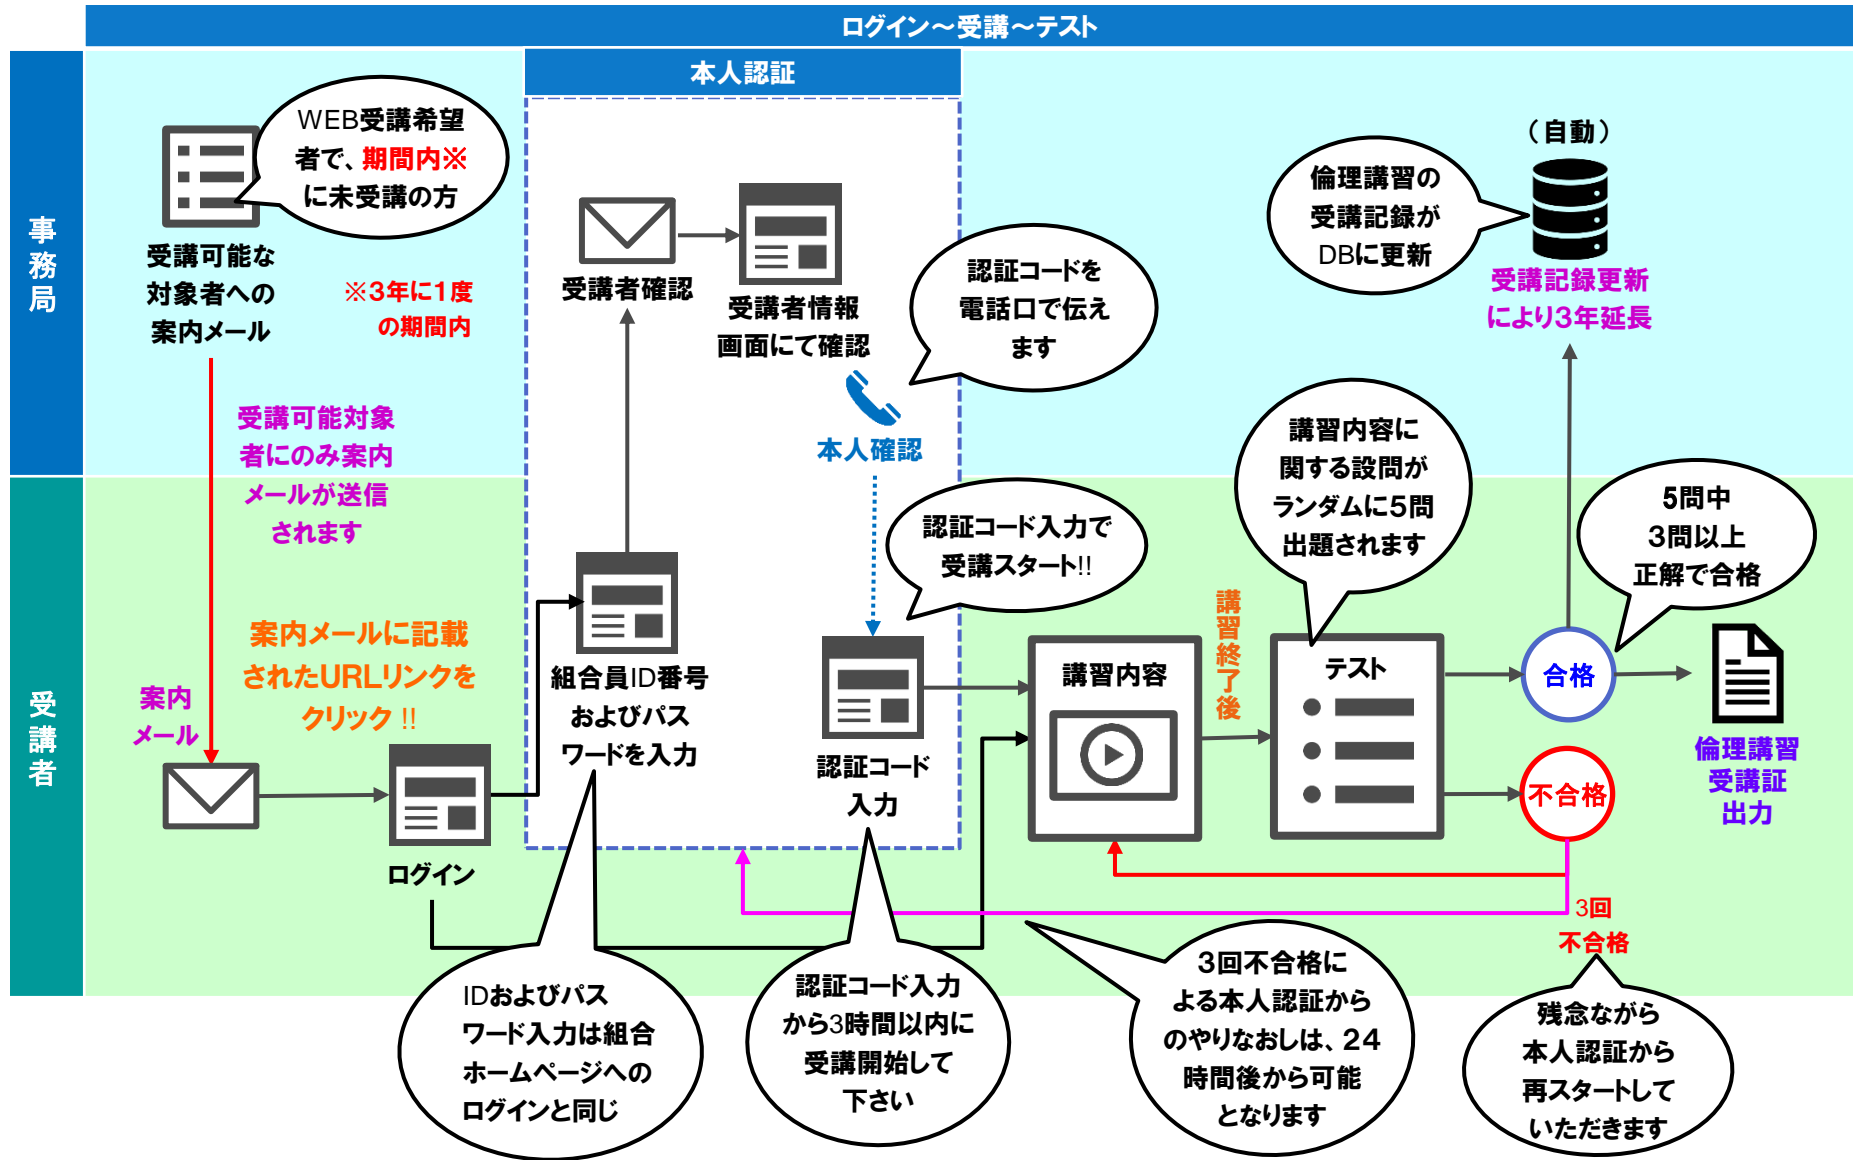 ログイン～受講～テスト
本人認証
事務局
WEB受講希望
者で、期間内※
に未受講の方
受講可能な
対象者への
案内メール
※３年に１度
の期間内
受講可能対象
者にのみ案内
メールが送信
されます
受講者確認
受講者情報
画面にて確認
認証コードを
電話口で伝え
ます
本人確認
（自動）
倫理講習の
受講記録が
DBに更新
受講記録更新
により３年延長
受講者
案内
メール
案内メールに記載
されたURLリンクを
クリック !!
ログイン
組合員ID番号
およびパス
ワードを入力
IDおよびパス
ワード入力は組合
ホームページへの
ログインと同じ
認証コード入力で
受講スタート!!
認証コード
入力
認証コード入力
から3時間以内に
受講開始して
下さい
講習内容
講習終了後
講習内容に
関する設問が
ランダムに５問
出題されます
テスト
5問中
３問以上
正解で合格
合格
不合格
倫理講習
受講証
出力
3回
不合格
３回不合格に
よる本人認証から
のやりなおしは、２４
時間後から可能
となります
残念ながら
本人認証から
再スタートして
いただきます